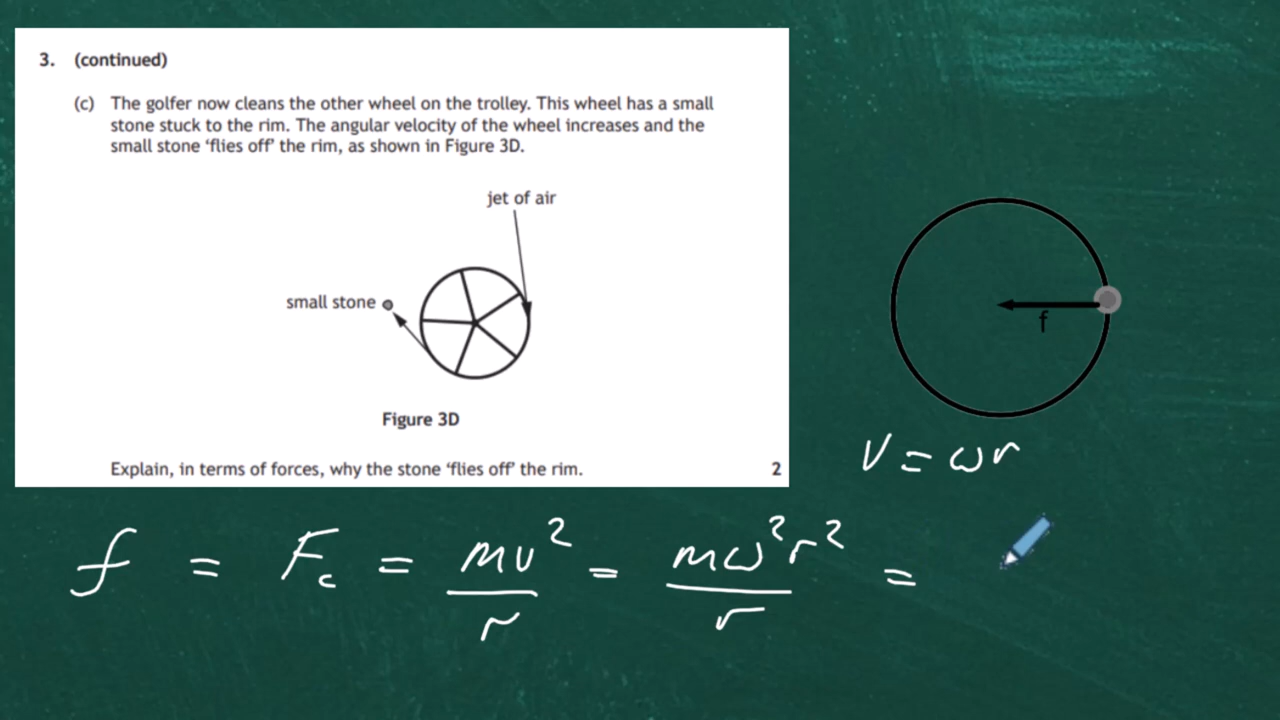 3. (continued)
(c) The golfer now cleans the other wheel on the trolley. This wheel has a small
stone stuck to the rim. The angular velocity of the wheel increases and the
small stone ‘flies off’ the rim, as shown in Figure 3D.
jet of air
small stone
f
Figure 3D
v = ωr
Explain, in terms of forces, why the stone ‘flies off’ the rim. 2
f = F_c = mv²/r = mω²r²/r =